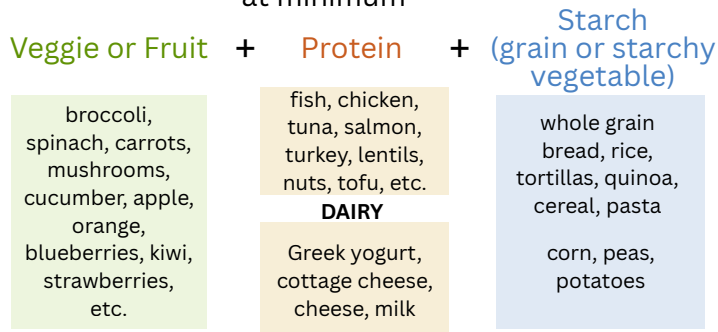 at minimum
Veggie or Fruit + Protein + Starch
(grain or starchy
vegetable)
broccoli,
spinach, carrots,
mushrooms,
cucumber, apple,
orange,
blueberries, kiwi,
strawberries,
etc.
fish, chicken,
tuna, salmon,
turkey, lentils,
nuts, tofu, etc.
DAIRY
Greek yogurt,
cottage cheese,
cheese, milk
whole grain
bread, rice,
tortillas, quinoa,
cereal, pasta
corn, peas,
potatoes